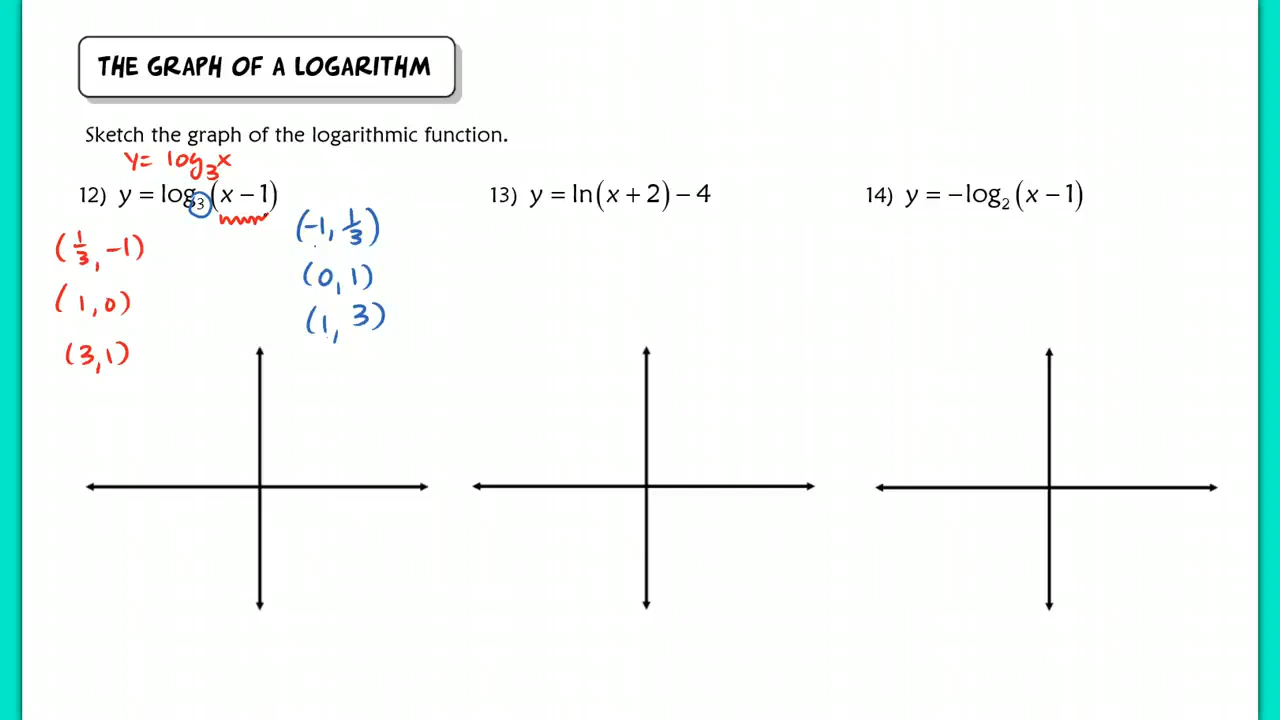 THE GRAPH OF A LOGARITHM
Sketch the graph of the logarithmic function.
y = log₃x
12) y = log₃(x − 1)
13) y = ln(x + 2) − 4
14) y = −log₂(x − 1)
(1/3, −1)
(1, 0)
(3, 1)
(−1, 1/3)
(0, 1)
(1, 3)